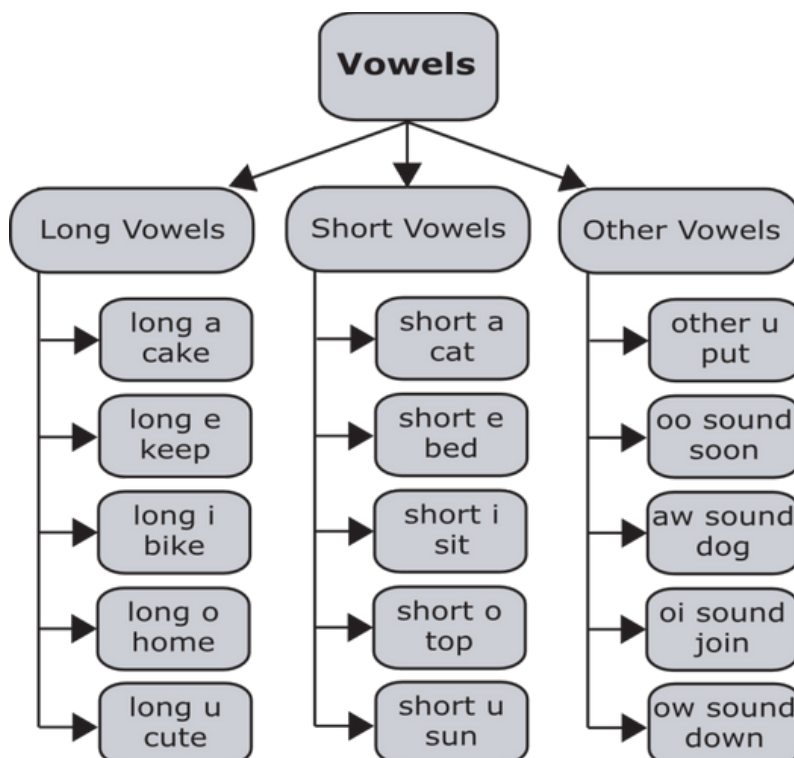 Vowels
Long Vowels
long a
cake
long e
keep
long i
bike
long o
home
long u
cute
Short Vowels
short a
cat
short e
bed
short i
sit
short o
top
short u
sun
Other Vowels
other u
put
oo sound
soon
aw sound
dog
oi sound
join
ow sound
down